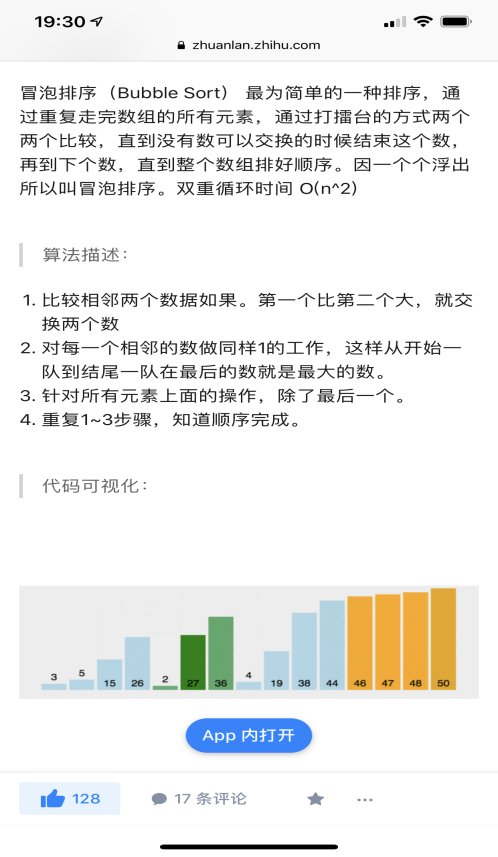 19:30
zhuanlan.zhihu.com
冒泡排序（Bubble Sort） 最为简单的一种排序，通
过重复走完数组的所有元素，通过打擂台的方式两个
两个比较，直到没有数可以交换的时候结束这个数，
再到下个数，直到整个数组排好顺序。因一个个浮出
所以叫冒泡排序。双重循环时间 O(n^2)
算法描述：
1. 比较相邻两个数据如果。第一个比第二个大，就交
换两个数
2. 对每一个相邻的数做同样1的工作，这样从开始一
队到结尾一队在最后的数就是最大的数。
3. 针对所有元素上面的操作，除了最后一个。
4. 重复1~3步骤，知道顺序完成。
代码可视化：
3 5 15 26 2 27 36 4 19 38 44 46 47 48 50
App 内打开
128 17 条评论